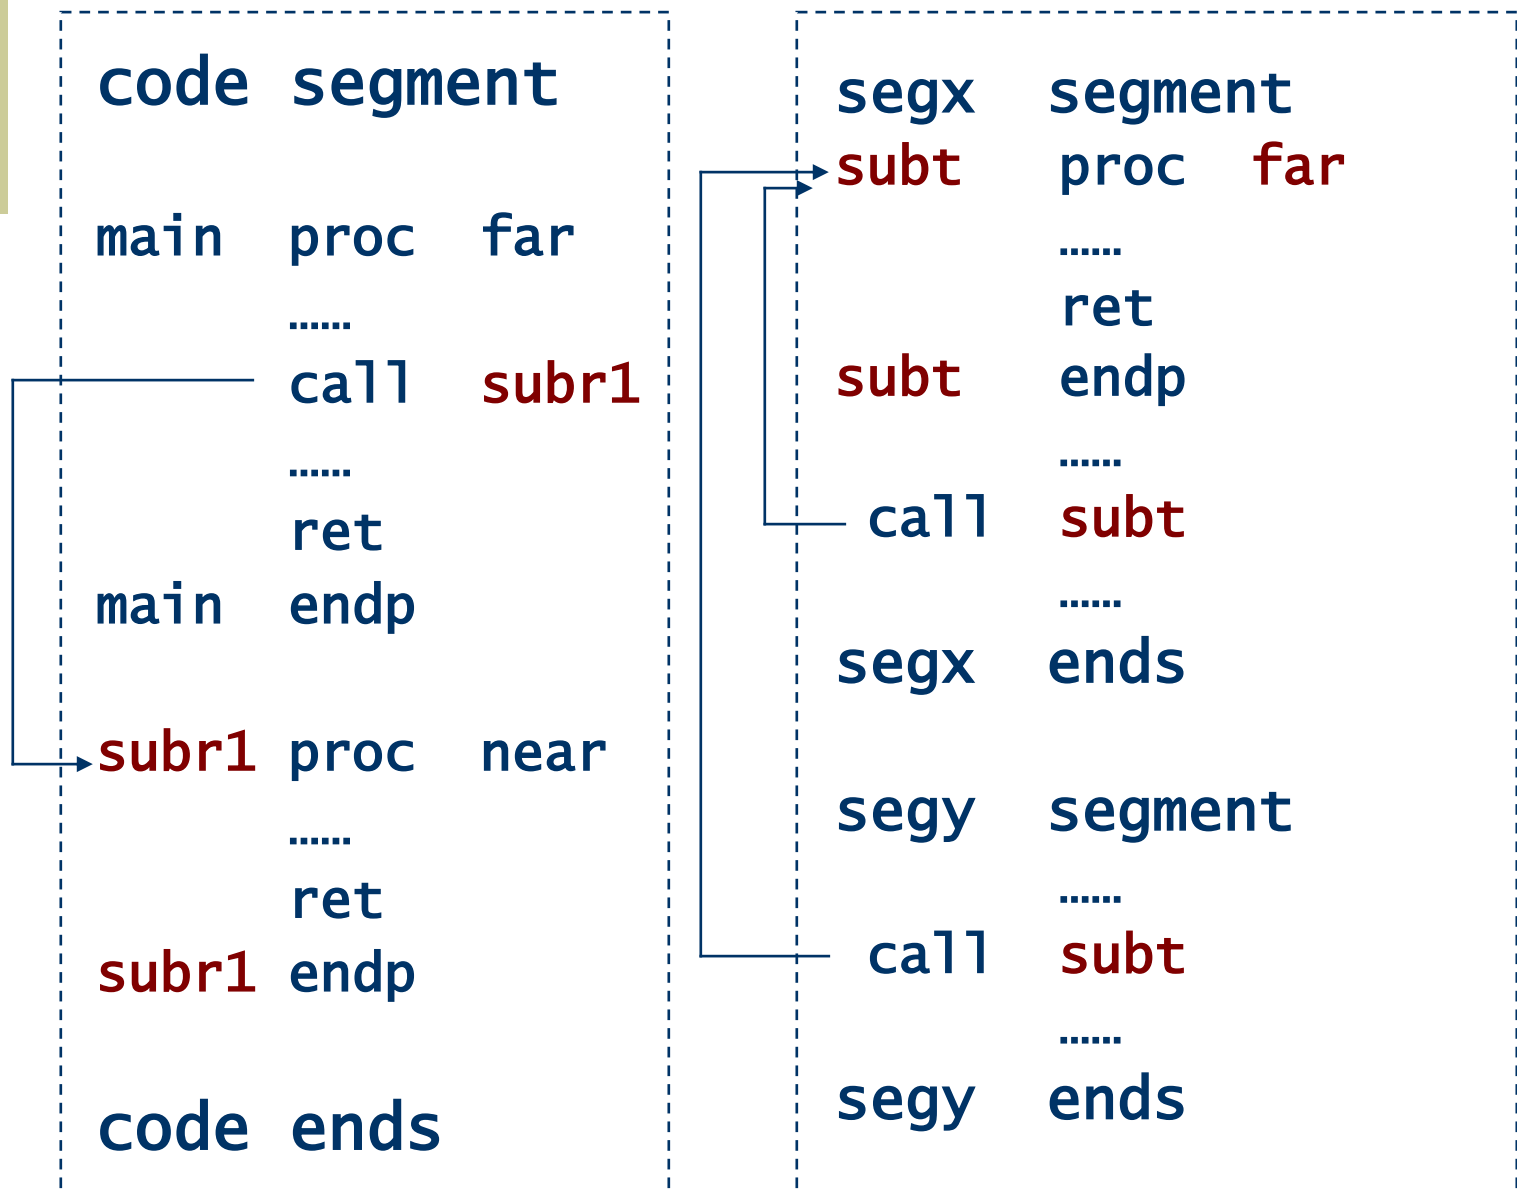 code segment
main proc far
......
call subr1
......
ret
main endp
subr1 proc near
......
ret
subr1 endp
code ends
segx segment
subt proc far
......
ret
subt endp
......
call subt
......
segx ends
segy segment
......
call subt
......
segy ends